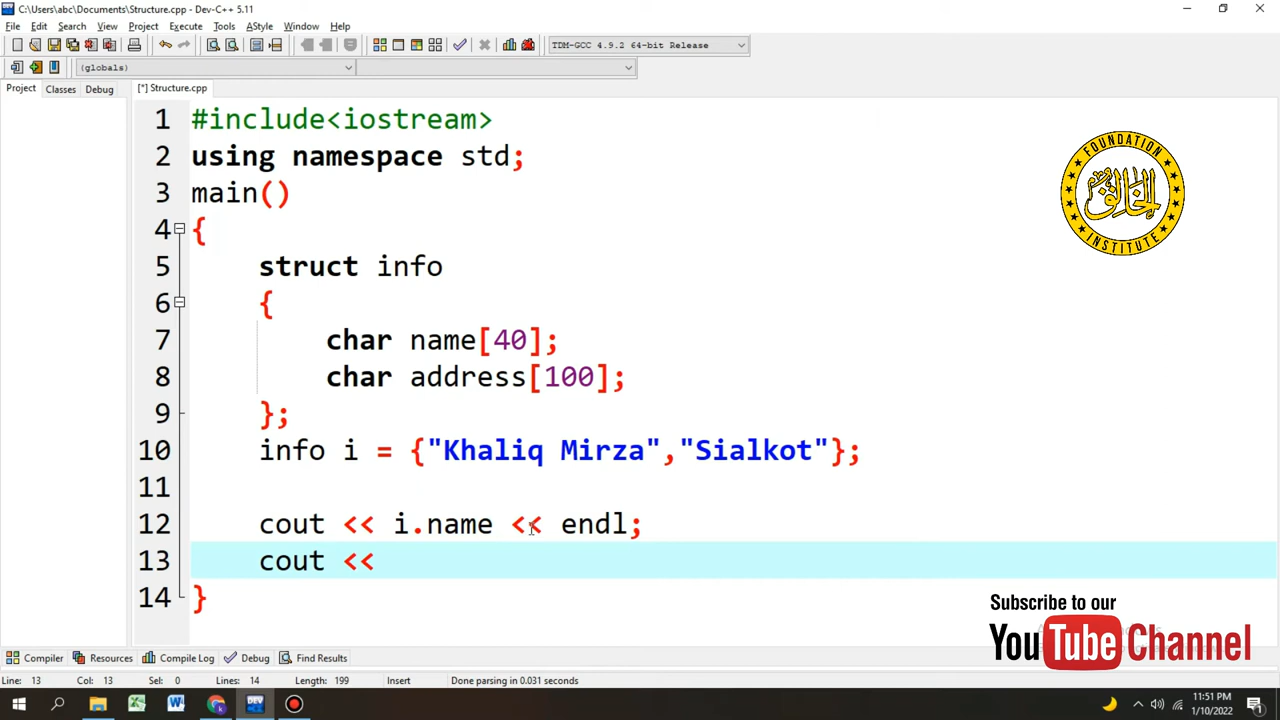 C:\Users\abc\Documents\Structure.cpp - Dev-C++ 5.11
File Edit Search View Project Execute Tools AStyle Window Help
TDM-GCC 4.9.2 64-bit Release
(globals)
Project Classes Debug [*] Structure.cpp
1 #include<iostream>
2 using namespace std;
3 main()
4 {
5 struct info
6 {
7 char name[40];
8 char address[100];
9 };
10 info i = {"Khaliq Mirza","Sialkot"};
11
12 cout << i.name << endl;
13 cout <<
14 }
FOUNDATION
الخالق
INSTITUTE
Subscribe to our
YouTube Channel
Compiler Resources Compile Log Debug Find Results
Line: 13 Col: 13 Sel: 0 Lines: 14 Length: 199 Insert Done parsing in 0.031 seconds
DEV
11:51 PM
1/10/2022
1